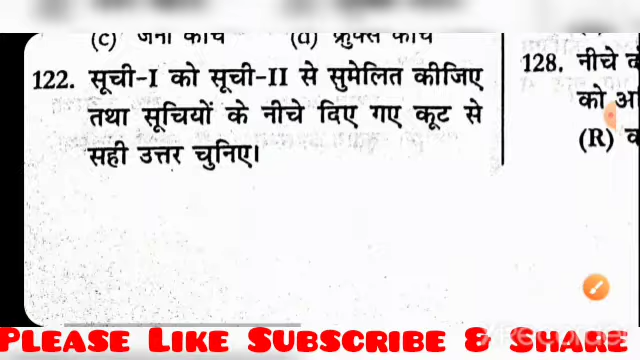 (c) जेना काँच (d) क्रुक्स काँच
122. सूची-I को सूची-II से सुमेलित कीजिए
तथा सूचियों के नीचे दिए गए कूट से
सही उत्तर चुनिए।
128. नीचे
को
(R)
PLEASE LIKE SUBSCRIBE & SHARE